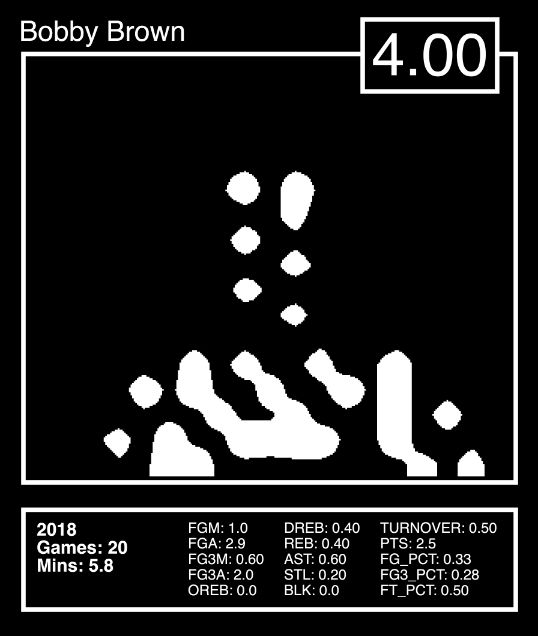 Bobby Brown
4.00
2018
Games: 20
Mins: 5.8
FGM: 1.0
FGA: 2.9
FG3M: 0.60
FG3A: 2.0
OREB: 0.0
DREB: 0.40
REB: 0.40
AST: 0.60
STL: 0.20
BLK: 0.0
TURNOVER: 0.50
PTS: 2.5
FG_PCT: 0.33
FG3_PCT: 0.28
FT_PCT: 0.50